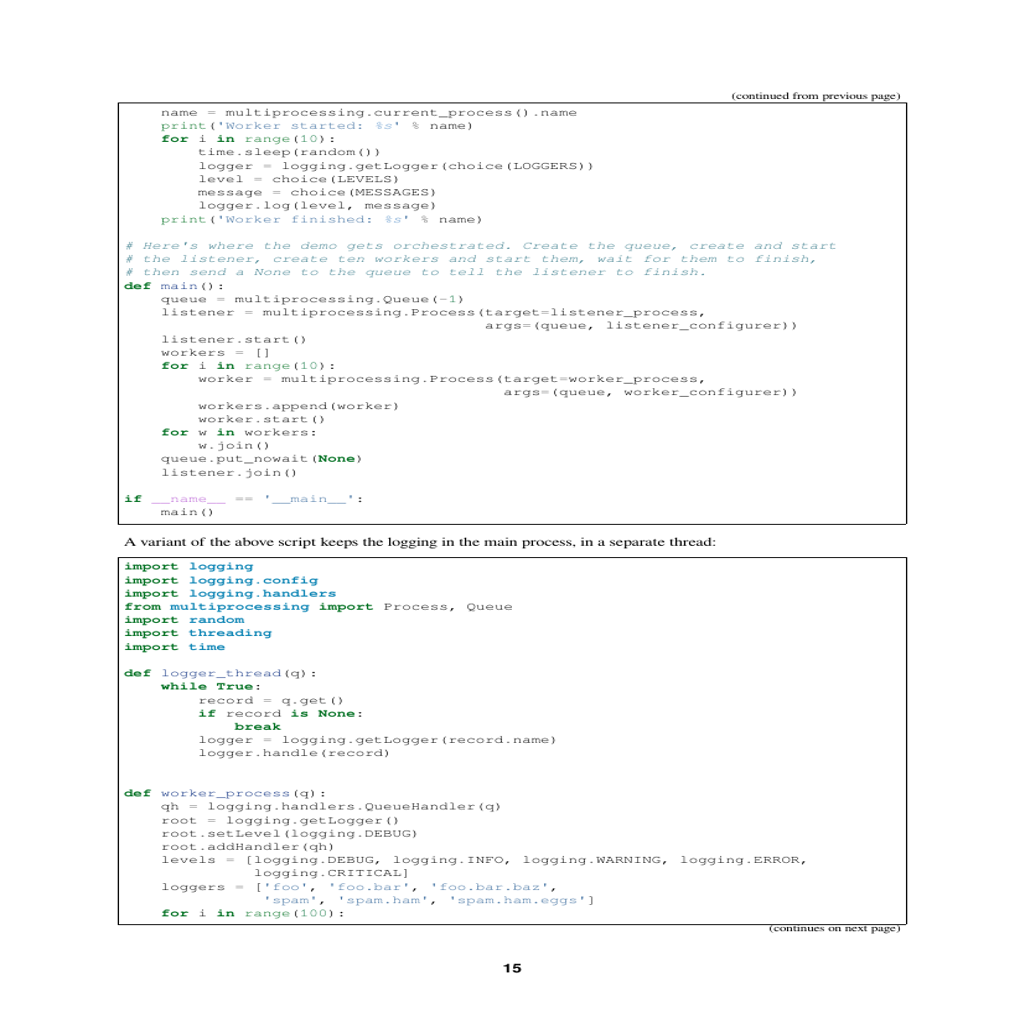 (continued from previous page)
    name = multiprocessing.current_process().name
    print('Worker started: %s' % name)
    for i in range(10):
        time.sleep(random())
        logger = logging.getLogger(choice(LOGGERS))
        level = choice(LEVELS)
        message = choice(MESSAGES)
        logger.log(level, message)
    print('Worker finished: %s' % name)

# Here's where the demo gets orchestrated. Create the queue, create and start
# the listener, create ten workers and start them, wait for them to finish,
# then send a None to the queue to tell the listener to finish.
def main():
    queue = multiprocessing.Queue(-1)
    listener = multiprocessing.Process(target=listener_process,
                                       args=(queue, listener_configurer))
    listener.start()
    workers = []
    for i in range(10):
        worker = multiprocessing.Process(target=worker_process,
                                         args=(queue, worker_configurer))
        workers.append(worker)
        worker.start()
    for w in workers:
        w.join()
    queue.put_nowait(None)
    listener.join()

if __name__ == '__main__':
    main()
A variant of the above script keeps the logging in the main process, in a separate thread:
import logging
import logging.config
import logging.handlers
from multiprocessing import Process, Queue
import random
import threading
import time

def logger_thread(q):
    while True:
        record = q.get()
        if record is None:
            break
        logger = logging.getLogger(record.name)
        logger.handle(record)


def worker_process(q):
    qh = logging.handlers.QueueHandler(q)
    root = logging.getLogger()
    root.setLevel(logging.DEBUG)
    root.addHandler(qh)
    levels = [logging.DEBUG, logging.INFO, logging.WARNING, logging.ERROR,
              logging.CRITICAL]
    loggers = ['foo', 'foo.bar', 'foo.bar.baz',
               'spam', 'spam.ham', 'spam.ham.eggs']
    for i in range(100):
(continues on next page)
15